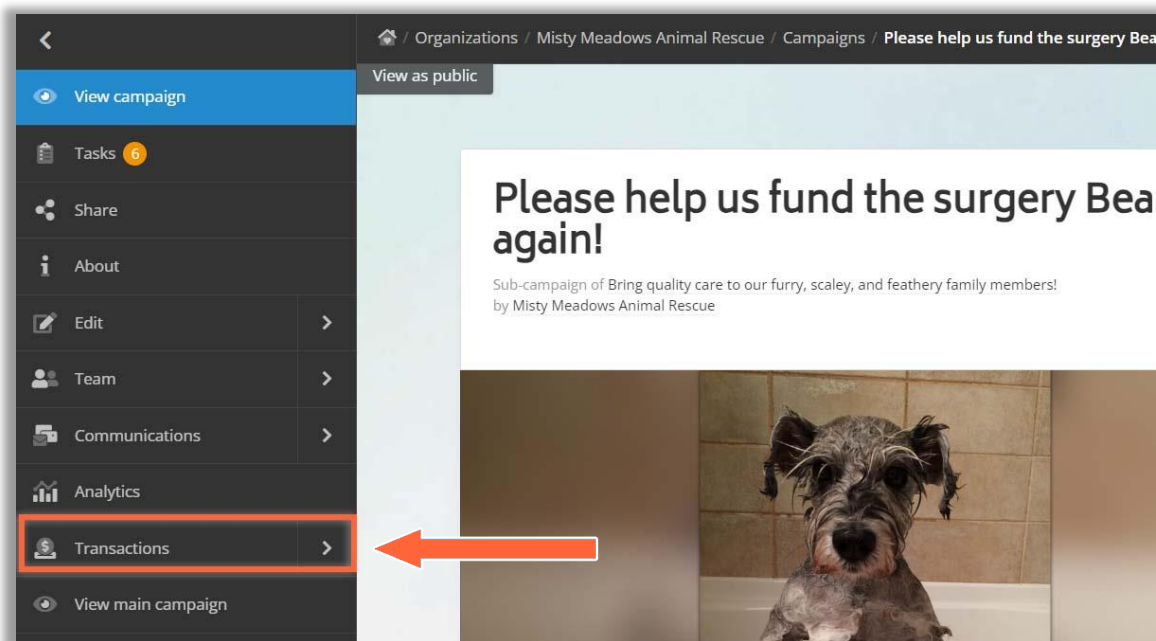 / Organizations / Misty Meadows Animal Rescue / Campaigns / Please help us fund the surgery Bea
View as public
View campaign
Tasks 6
Share
About
Edit
Team
Communications
Analytics
Transactions
View main campaign
Please help us fund the surgery Bea
again!
Sub-campaign of Bring quality care to our furry, scaley, and feathery family members!
by Misty Meadows Animal Rescue